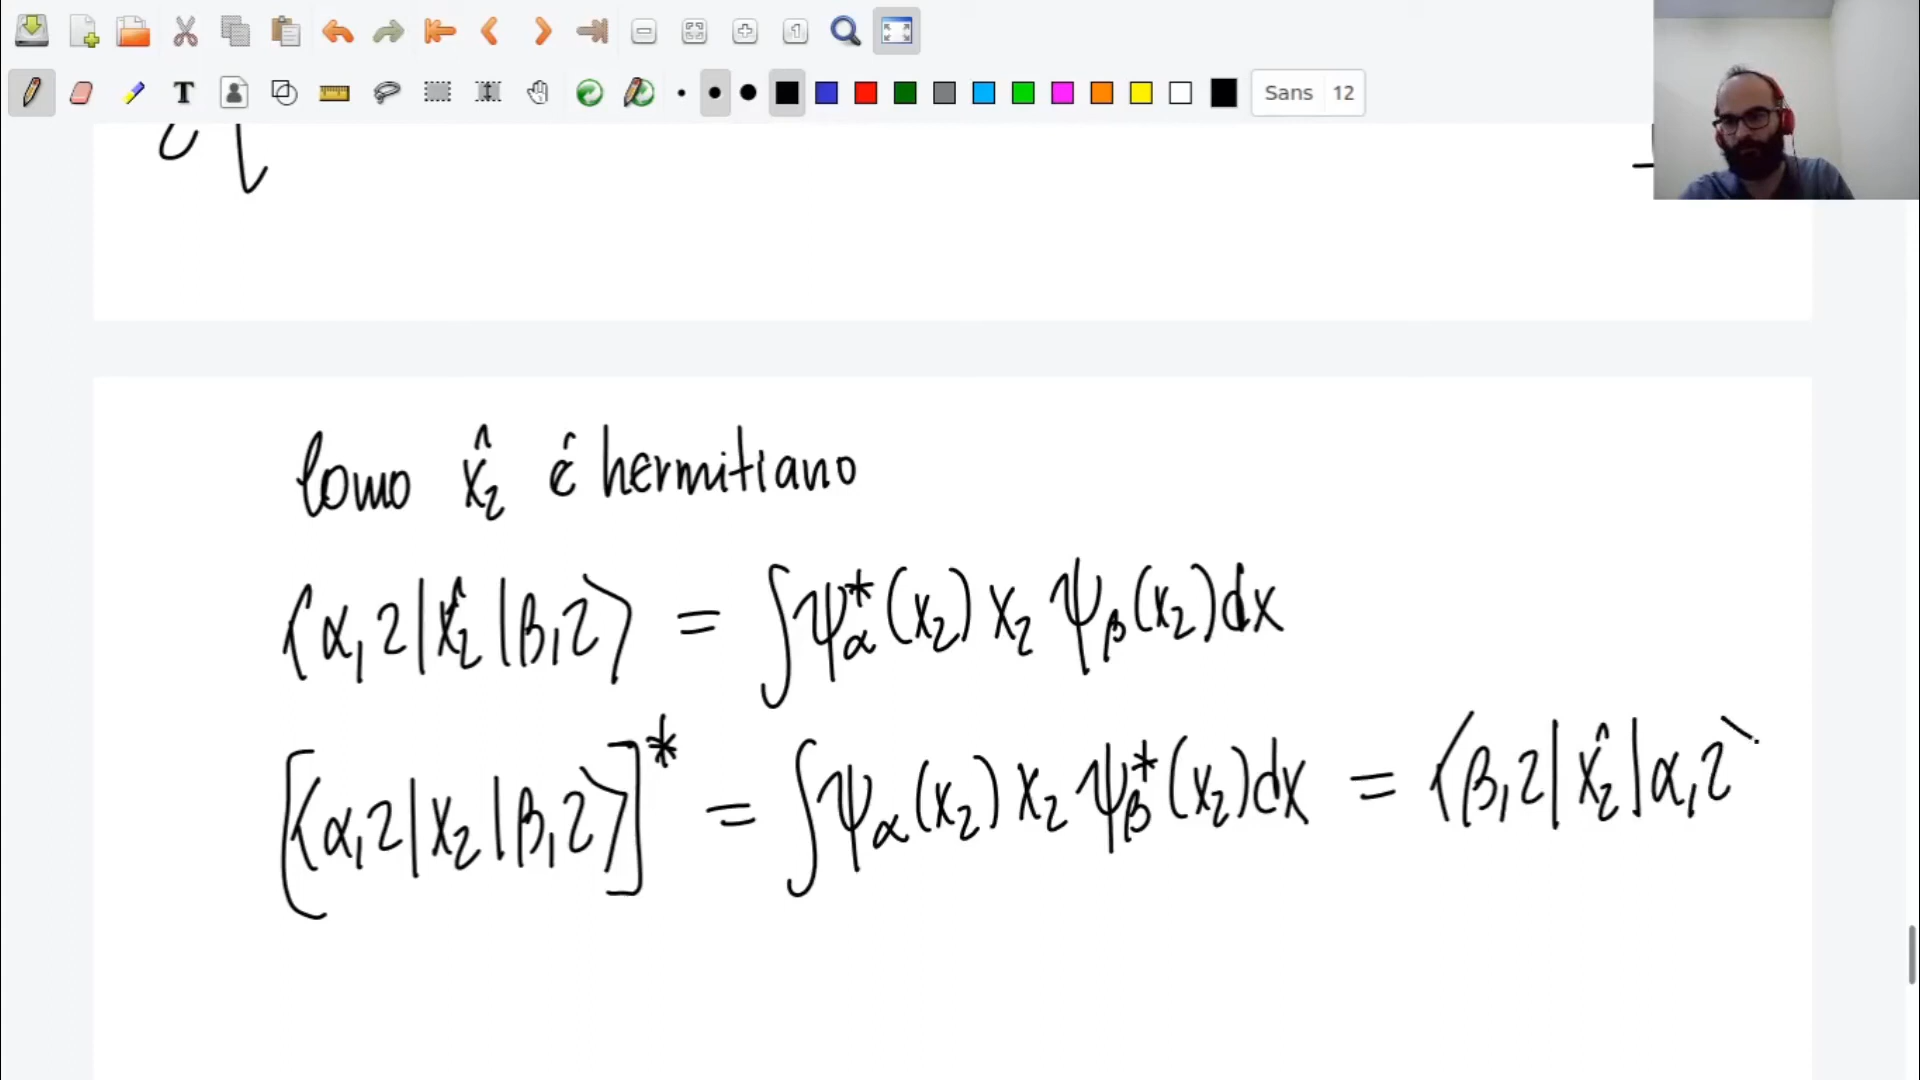 Sans 12
Como x̂₂ é hermitiano
⟨α,2|x̂₂|β,2⟩ = ∫ψ*α(x₂) x₂ ψβ(x₂)dx
[⟨α,2|x₂|β,2⟩]* = ∫ψα(x₂) x₂ ψ*β(x₂)dx = ⟨β,2|x̂₂|α,2⟩